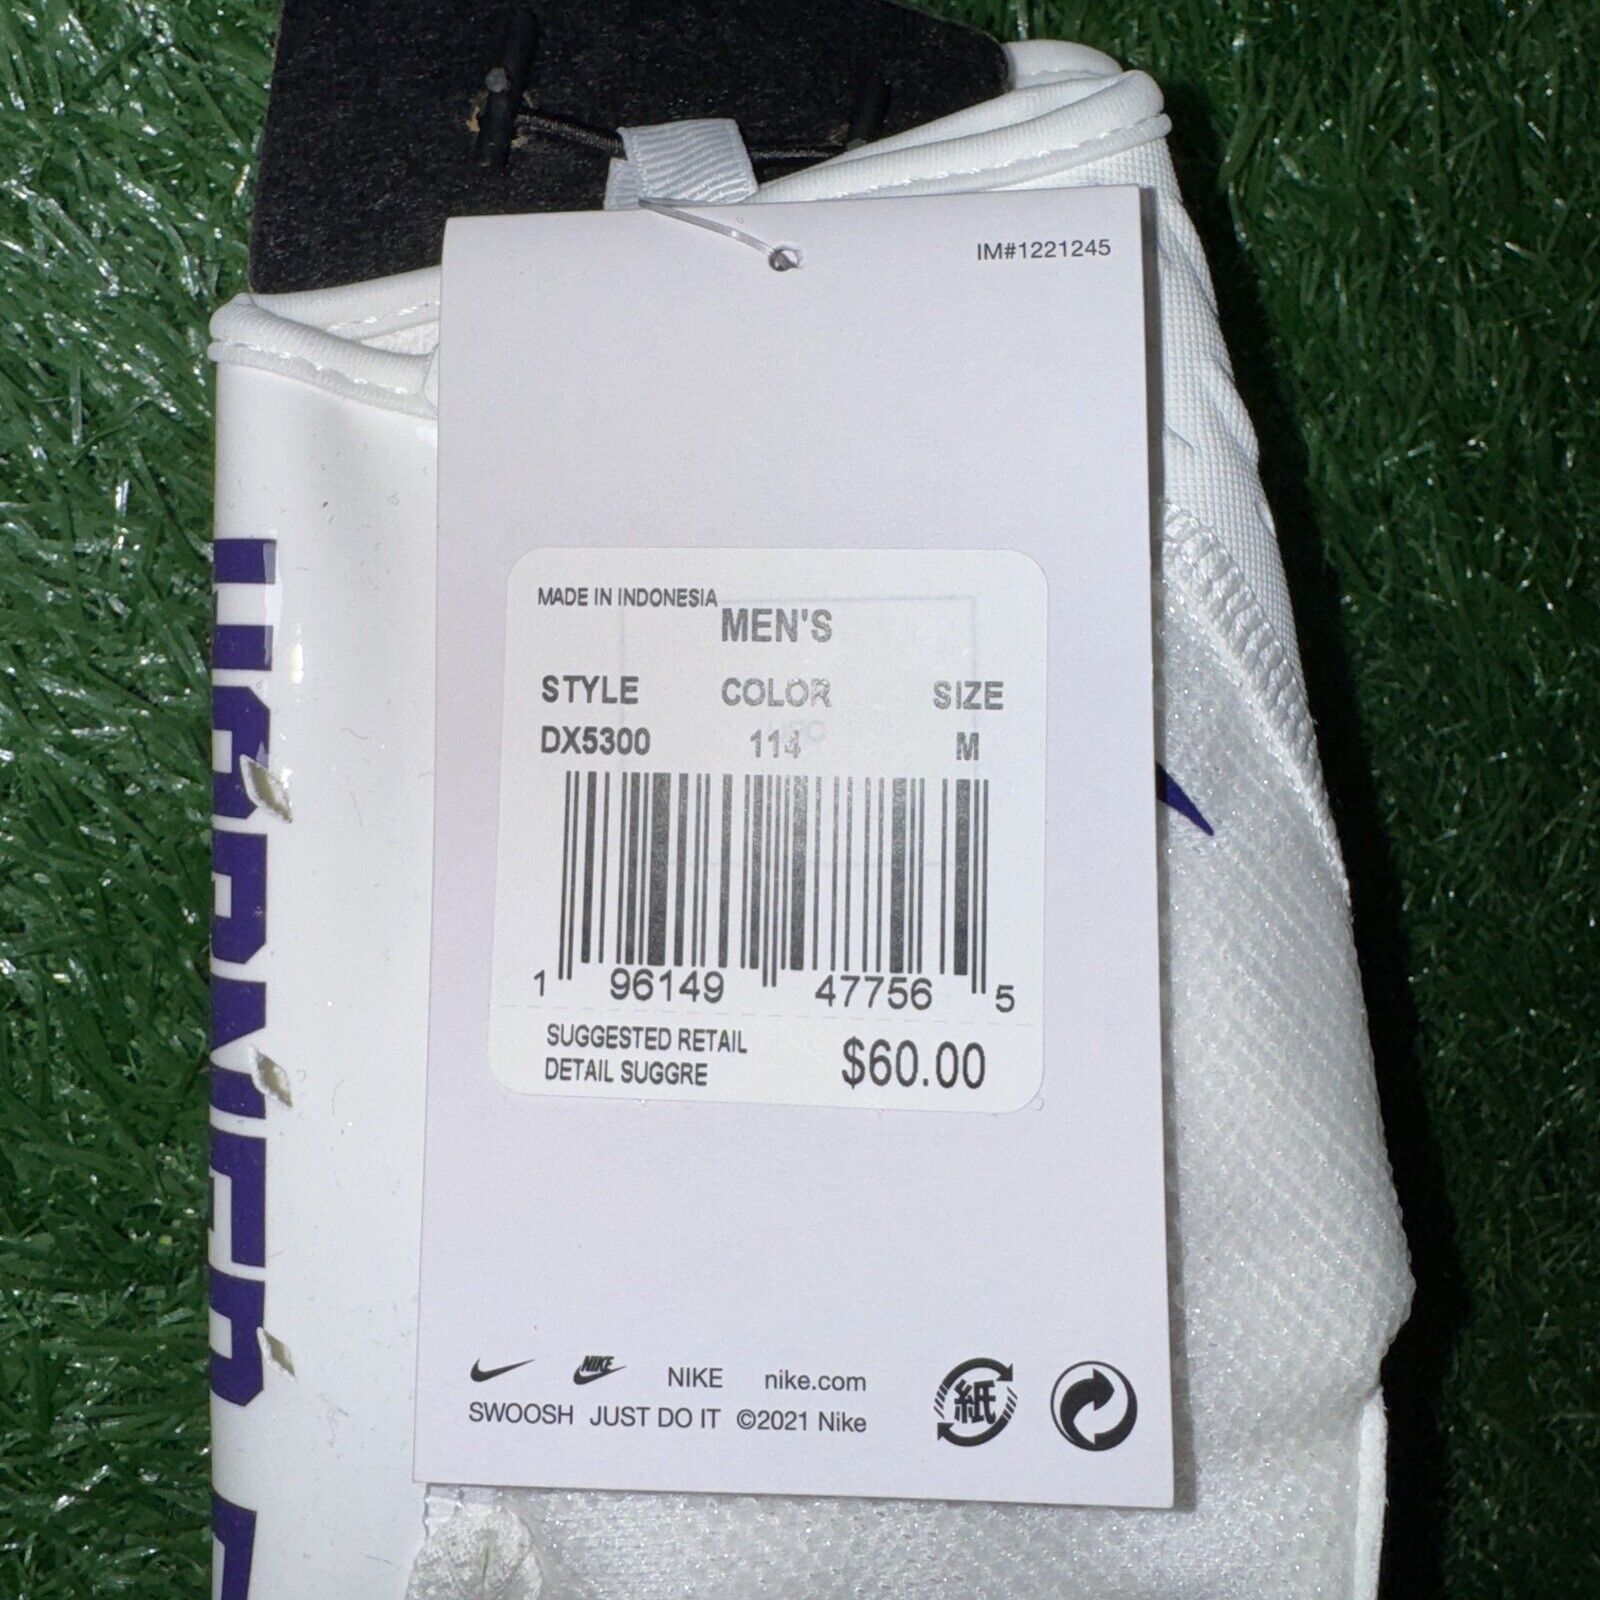 IM#1221245
MADE IN INDONESIA
MEN'S
STYLE COLOR SIZE
DX5300 114 M
1 96149 47756 5
SUGGESTED RETAIL
DETAIL SUGGRE
$60.00
NIKE NIKE nike.com
SWOOSH JUST DO IT ©2021 Nike
紙